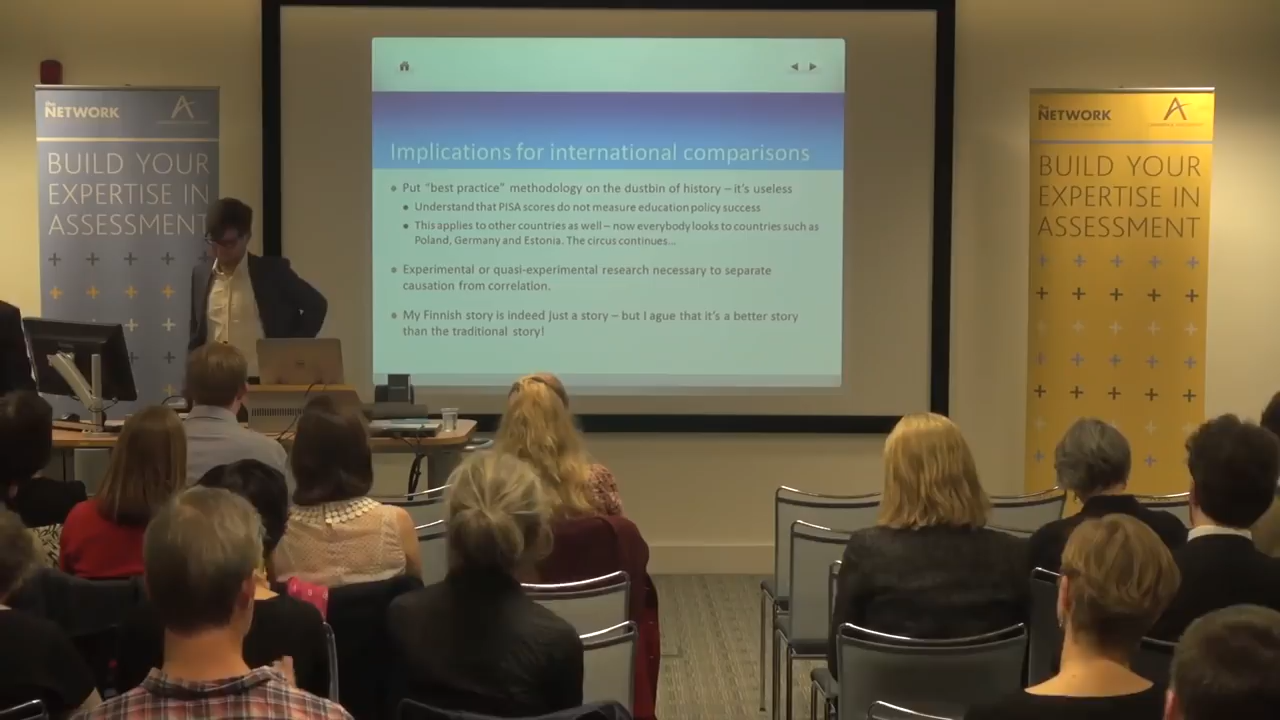 the
NETWORK
BUILD YOUR
EXPERTISE IN
ASSESSMENT
Implications for international comparisons
Put “best practice” methodology on the dustbin of history – it’s useless
Understand that PISA scores do not measure education policy success
This applies to other countries as well – now everybody looks to countries such as
Poland, Germany and Estonia. The circus continues…
Experimental or quasi-experimental research necessary to separate
causation from correlation.
My Finnish story is indeed just a story – but I ague that it’s a better story
than the traditional story!
the
NETWORK
BUILD YOUR
EXPERTISE IN
ASSESSMENT